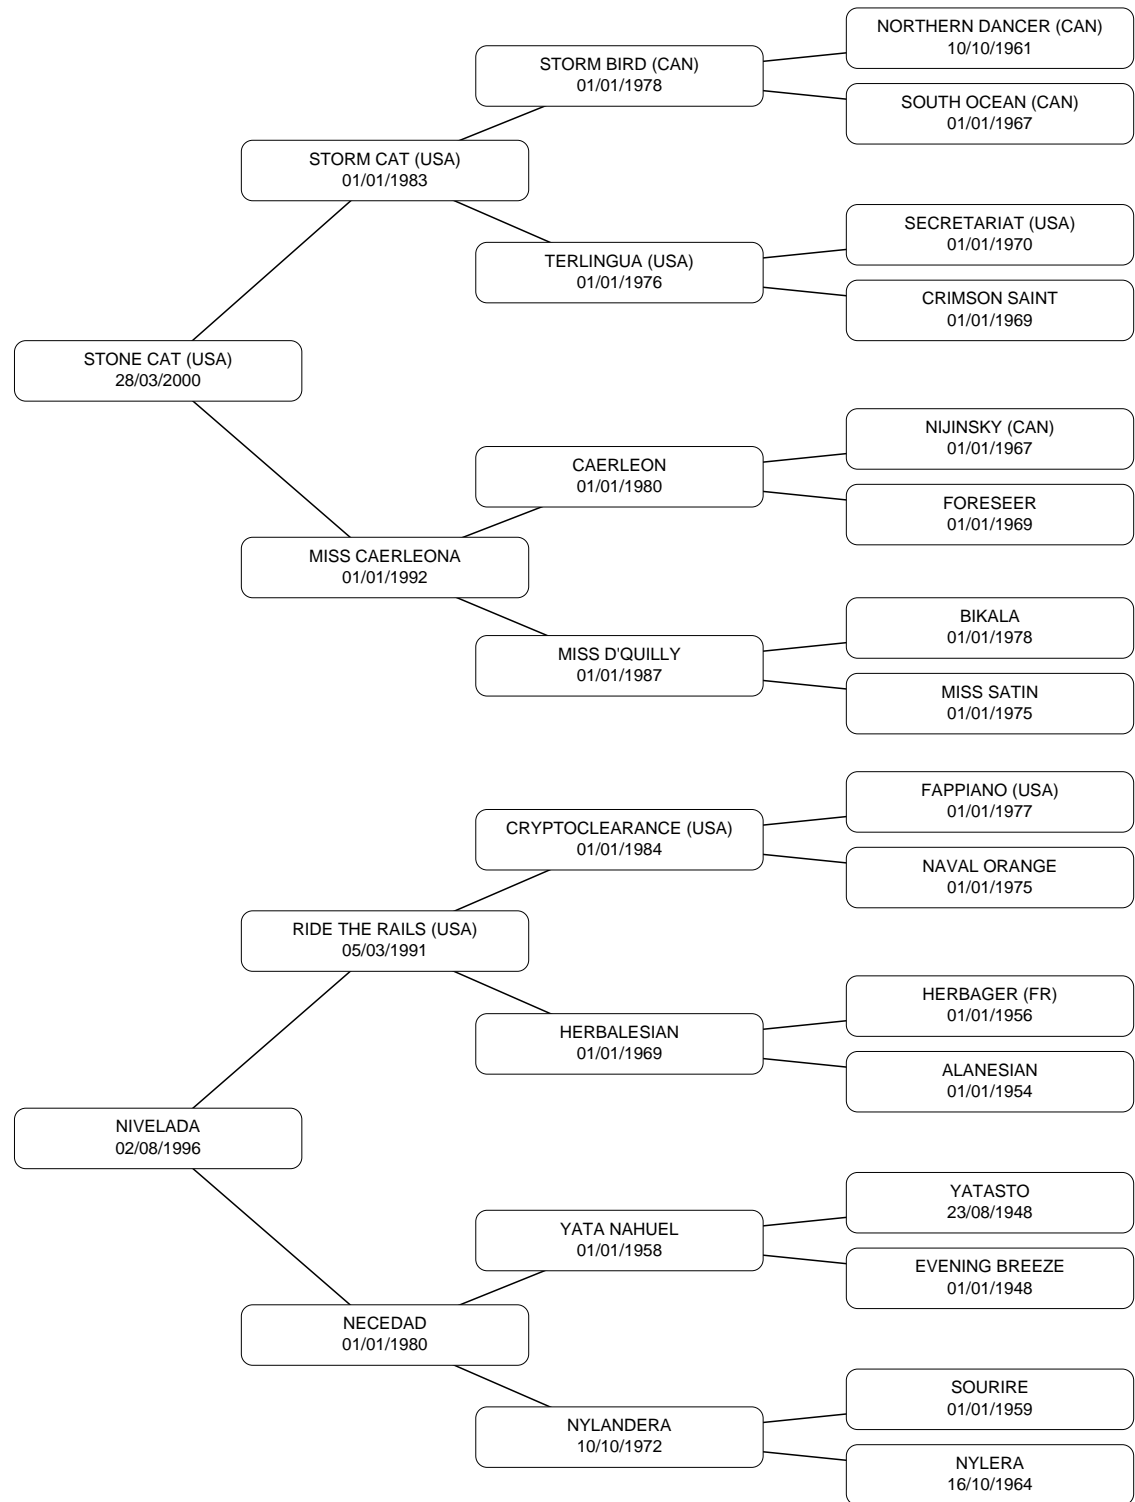 NORTHERN DANCER (CAN)
10/10/1961
STORM BIRD (CAN)
01/01/1978
SOUTH OCEAN (CAN)
01/01/1967
STORM CAT (USA)
01/01/1983
SECRETARIAT (USA)
01/01/1970
TERLINGUA (USA)
01/01/1976
CRIMSON SAINT
01/01/1969
STONE CAT (USA)
28/03/2000
NIJINSKY (CAN)
01/01/1967
CAERLEON
01/01/1980
FORESEER
01/01/1969
MISS CAERLEONA
01/01/1992
BIKALA
01/01/1978
MISS D'QUILLY
01/01/1987
MISS SATIN
01/01/1975
FAPPIANO (USA)
01/01/1977
CRYPTOCLEARANCE (USA)
01/01/1984
NAVAL ORANGE
01/01/1975
RIDE THE RAILS (USA)
05/03/1991
HERBAGER (FR)
01/01/1956
HERBALESIAN
01/01/1969
ALANESIAN
01/01/1954
NIVELADA
02/08/1996
YATASTO
23/08/1948
YATA NAHUEL
01/01/1958
EVENING BREEZE
01/01/1948
NECEDAD
01/01/1980
SOURIRE
01/01/1959
NYLANDERA
10/10/1972
NYLERA
16/10/1964